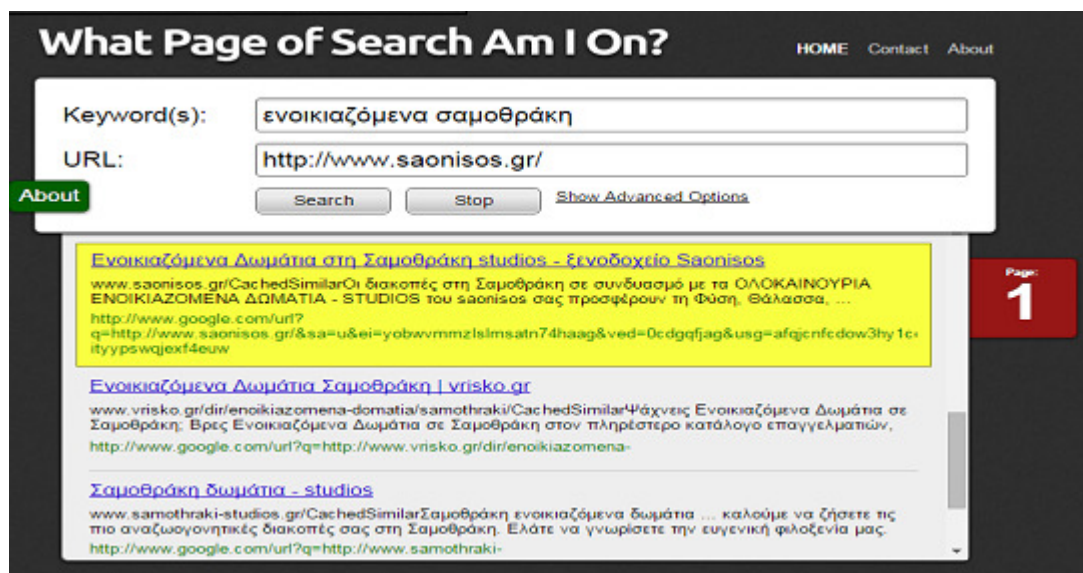 What Page of Search Am I On?
HOME Contact About
Keyword(s):
ενοικιαζόμενα σαμοθράκη
URL:
http://www.saonisos.gr/
About
Search
Stop
Show Advanced Options
Ενοικιαζόμενα Δωμάτια στη Σαμοθράκη studios - ξενοδοχείο Saonisos
www.saonisos.gr/CachedSimilarΟι διακοπές στη Σαμοθράκη σε συνδυασμό με τα ΟΛΟΚΑΙΝΟΥΡΙΑ
ΕΝΟΙΚΙΑΖΟΜΕΝΑ ΔΩΜΑΤΙΑ - STUDIOS του saonisos σας προσφέρουν τη Φύση, Θάλασσα, ...
http://www.google.com/url?
q=http://www.saonisos.gr/&sa=u&ei=yobwvmmzlslmsatn74haag&ved=0cdgqfjag&usg=afqjcnfcdow3hy1c
ityypswqjexf4euw
Page:
1
Ενοικιαζόμενα Δωμάτια Σαμοθράκη | vrisko.gr
www.vrisko.gr/dir/enoikiazomena-domatia/samothraki/CachedSimilarΨάχνεις Ενοικιαζόμενα Δωμάτια σε
Σαμοθράκη; Βρες Ενοικιαζόμενα Δωμάτια σε Σαμοθράκη στον πληρέστερο κατάλογο επαγγελματιών,
http://www.google.com/url?q=http://www.vrisko.gr/dir/enoikiazomena-
Σαμοθράκη δωμάτια - studios
www.samothraki-studios.gr/CachedSimilarΣαμοθράκη ενοικιαζόμενα δωμάτια ... καλούμε να ζήσετε τις
πιο αναζωογονητικές διακοπές σας στη Σαμοθράκη. Ελάτε να γνωρίσετε την ευγενική φιλοξενία μας.
http://www.google.com/url?q=http://www.samothraki-